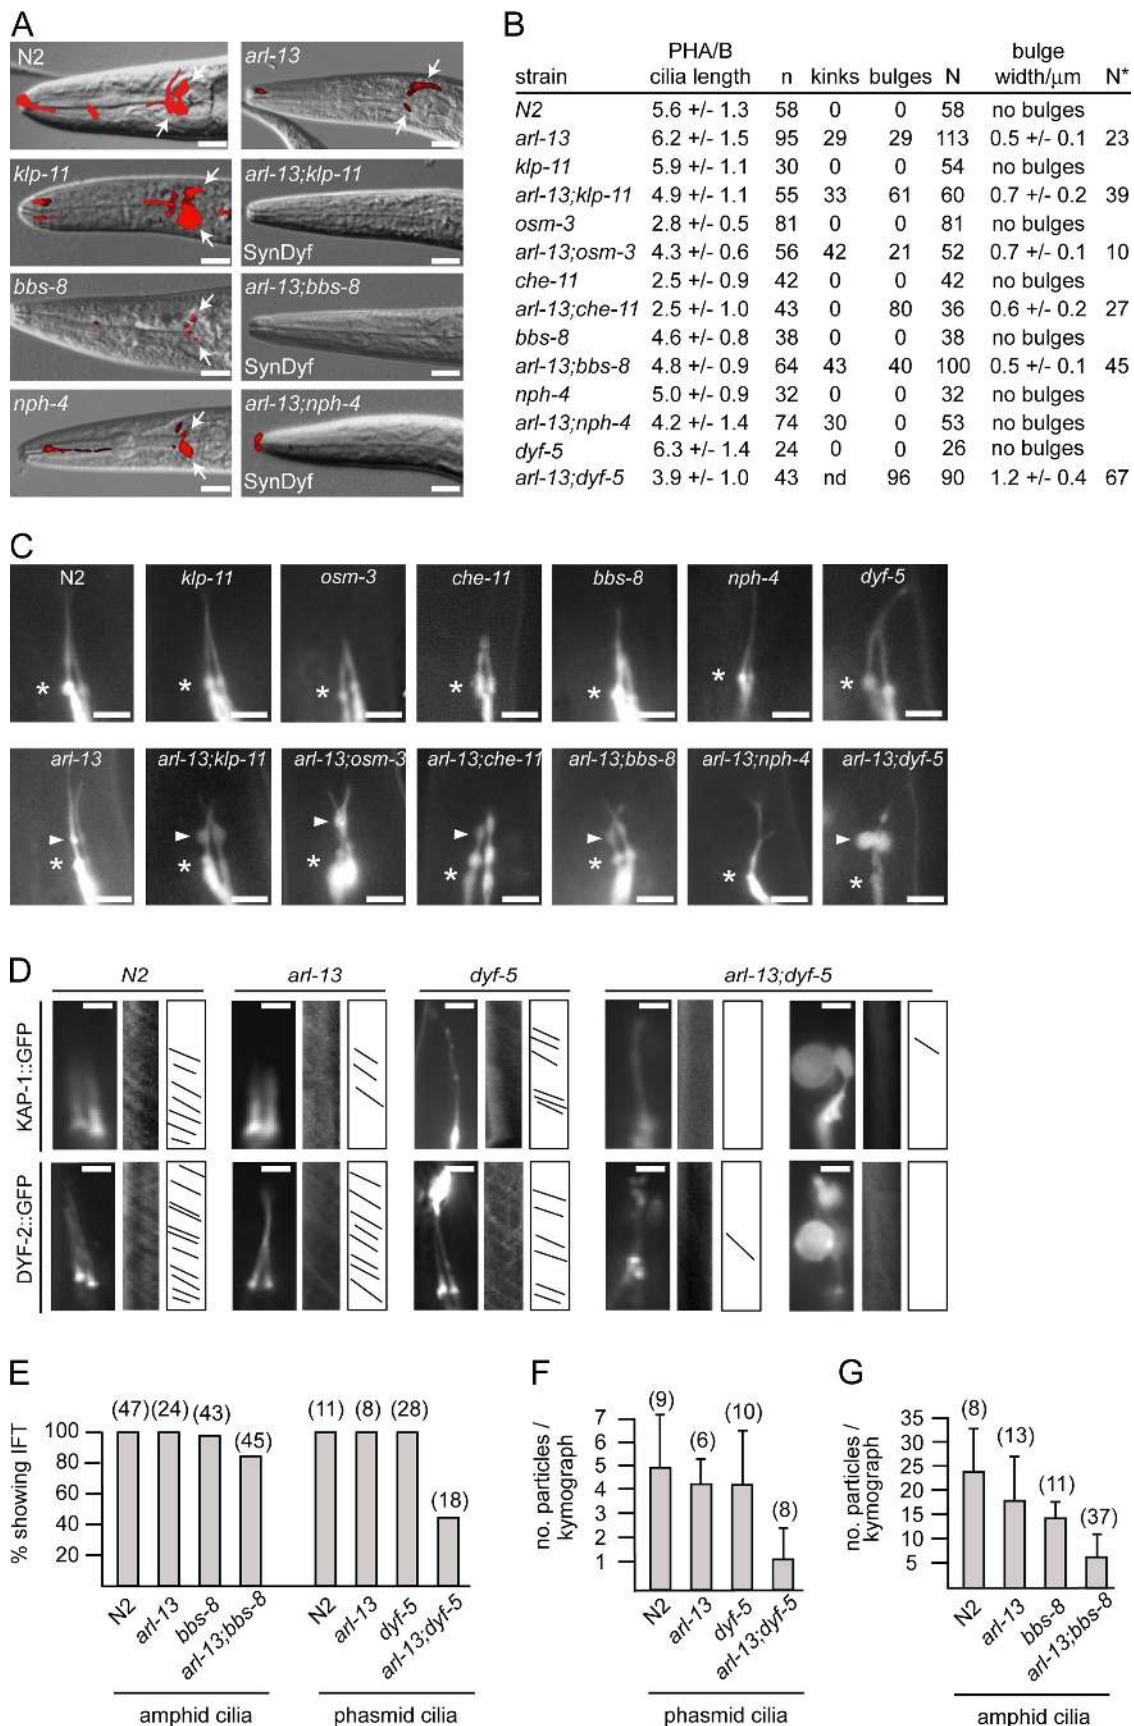 A
N2
arl-13
klp-11
arl-13;klp-11
SynDyf
bbs-8
arl-13;bbs-8
SynDyf
nph-4
arl-13;nph-4
SynDyf
B
PHA/B bulge
strain cilia length n kinks bulges N width/μm N*
N2 5.6 +/- 1.3 58 0 0 58 no bulges
arl-13 6.2 +/- 1.5 95 29 29 113 0.5 +/- 0.1 23
klp-11 5.9 +/- 1.1 30 0 0 54 no bulges
arl-13;klp-11 4.9 +/- 1.1 55 33 61 60 0.7 +/- 0.2 39
osm-3 2.8 +/- 0.5 81 0 0 81 no bulges
arl-13;osm-3 4.3 +/- 0.6 56 42 21 52 0.7 +/- 0.1 10
che-11 2.5 +/- 0.9 42 0 0 42 no bulges
arl-13;che-11 2.5 +/- 1.0 43 0 80 36 0.6 +/- 0.2 27
bbs-8 4.6 +/- 0.8 38 0 0 38 no bulges
arl-13;bbs-8 4.8 +/- 0.9 64 43 40 100 0.5 +/- 0.1 45
nph-4 5.0 +/- 0.9 32 0 0 32 no bulges
arl-13;nph-4 4.2 +/- 1.4 74 30 0 53 no bulges
dyf-5 6.3 +/- 1.4 24 0 0 26 no bulges
arl-13;dyf-5 3.9 +/- 1.0 43 nd 96 90 1.2 +/- 0.4 67
C
N2 klp-11 osm-3 che-11 bbs-8 nph-4 dyf-5
* * * * * * *
arl-13 arl-13;klp-11 arl-13;osm-3 arl-13;che-11 arl-13;bbs-8 arl-13;nph-4 arl-13;dyf-5
* * * * * * *
D
N2 arl-13 dyf-5 arl-13;dyf-5
KAP-1::GFP
DYF-2::GFP
E
% showing IFT
100
80
60
40
20
(47) (24) (43) (45) (11) (8) (28) (18)
N2 arl-13 bbs-8 arl-13;bbs-8 N2 arl-13 dyf-5 arl-13;dyf-5
amphid cilia phasmid cilia
F
no. particles /
kymograph
7
6
5
4
3
2
1
(9) (6) (10) (8)
N2 arl-13 dyf-5 arl-13;dyf-5
phasmid cilia
G
no. particles /
kymograph
35
30
25
20
15
10
5
(8) (13) (11) (37)
N2 arl-13 bbs-8 arl-13;bbs-8
amphid cilia